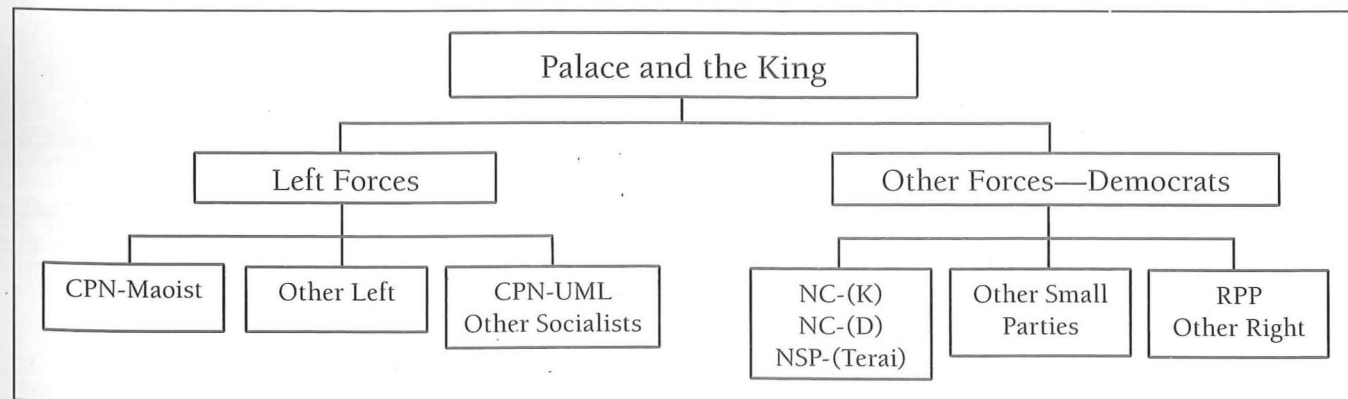 Palace and the King
Left Forces
Other Forces—Democrats
CPN-Maoist
Other Left
CPN-UML
Other Socialists
NC-(K)
NC-(D)
NSP-(Terai)
Other Small
Parties
RPP
Other Right